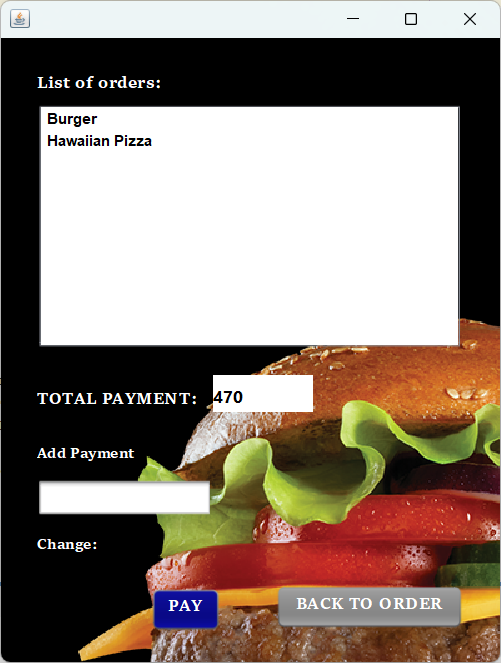 List of orders:
Burger
Hawaiian Pizza
TOTAL PAYMENT: 470
Add Payment
Change:
PAY
BACK TO ORDER